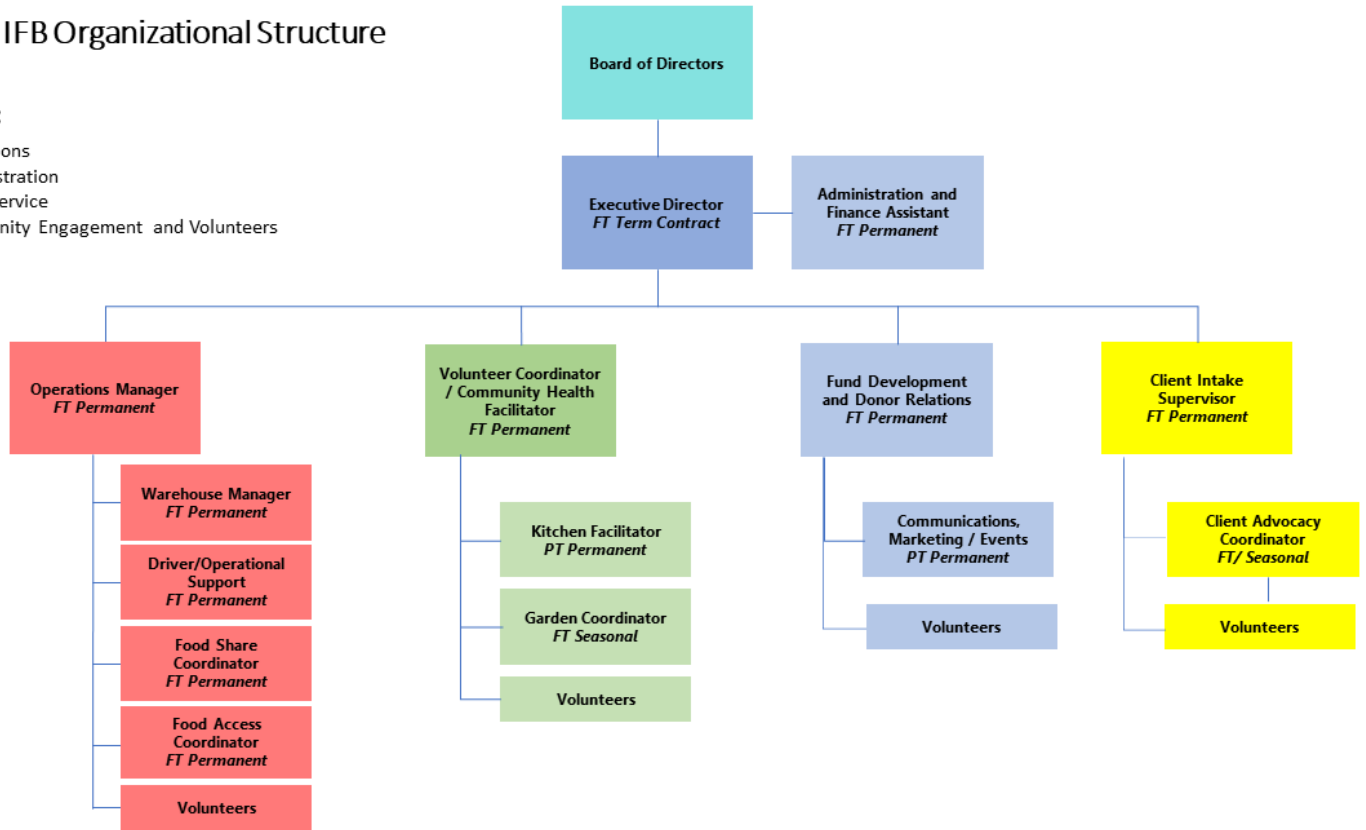 IFB Organizational Structure
:
ons
stration
ervice
nity Engagement and Volunteers
Board of Directors
Executive Director
FT Term Contract
Administration and
Finance Assistant
FT Permanent
Operations Manager
FT Permanent
Warehouse Manager
FT Permanent
Driver/Operational
Support
FT Permanent
Food Share
Coordinator
FT Permanent
Food Access
Coordinator
FT Permanent
Volunteers
Volunteer Coordinator
/ Community Health
Facilitator
FT Permanent
Kitchen Facilitator
PT Permanent
Garden Coordinator
FT Seasonal
Volunteers
Fund Development
and Donor Relations
FT Permanent
Communications,
Marketing / Events
PT Permanent
Volunteers
Client Intake
Supervisor
FT Permanent
Client Advocacy
Coordinator
FT/ Seasonal
Volunteers